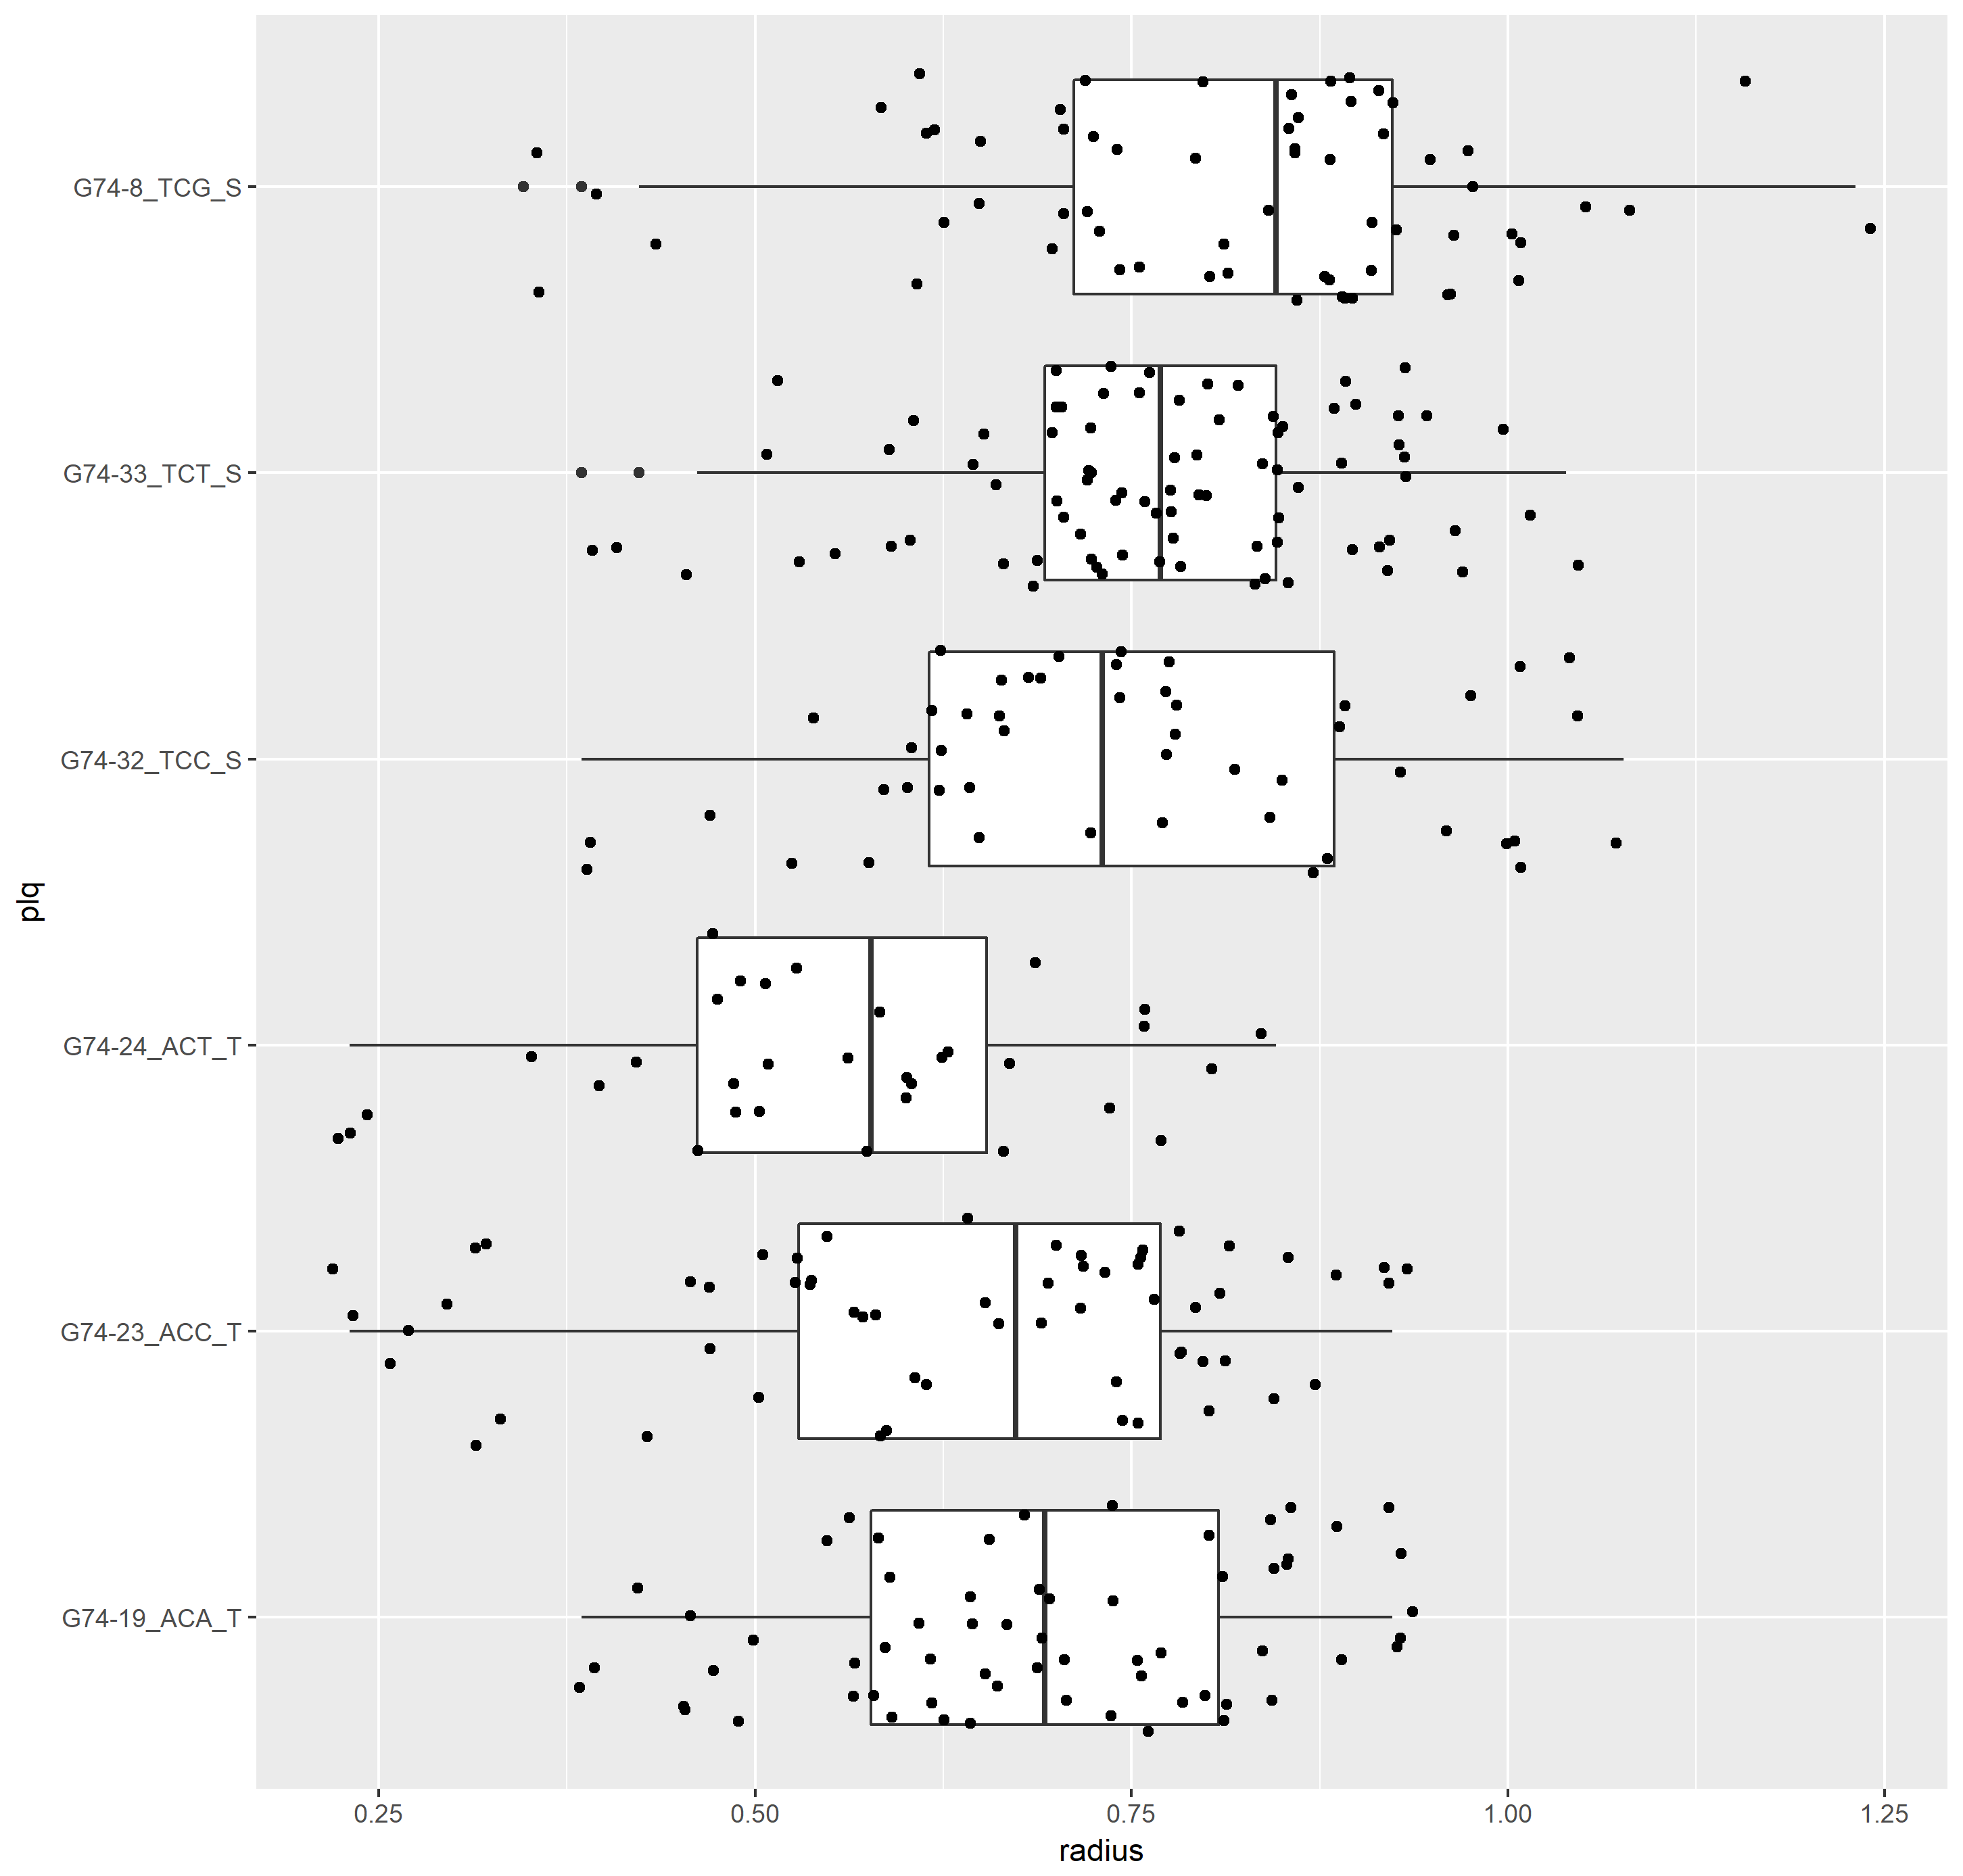 G74-8_TCG_S
G74-33_TCT_S
G74-32_TCC_S
G74-24_ACT_T
G74-23_ACC_T
G74-19_ACA_T
plq
0.25 0.50 0.75 1.00 1.25
radius